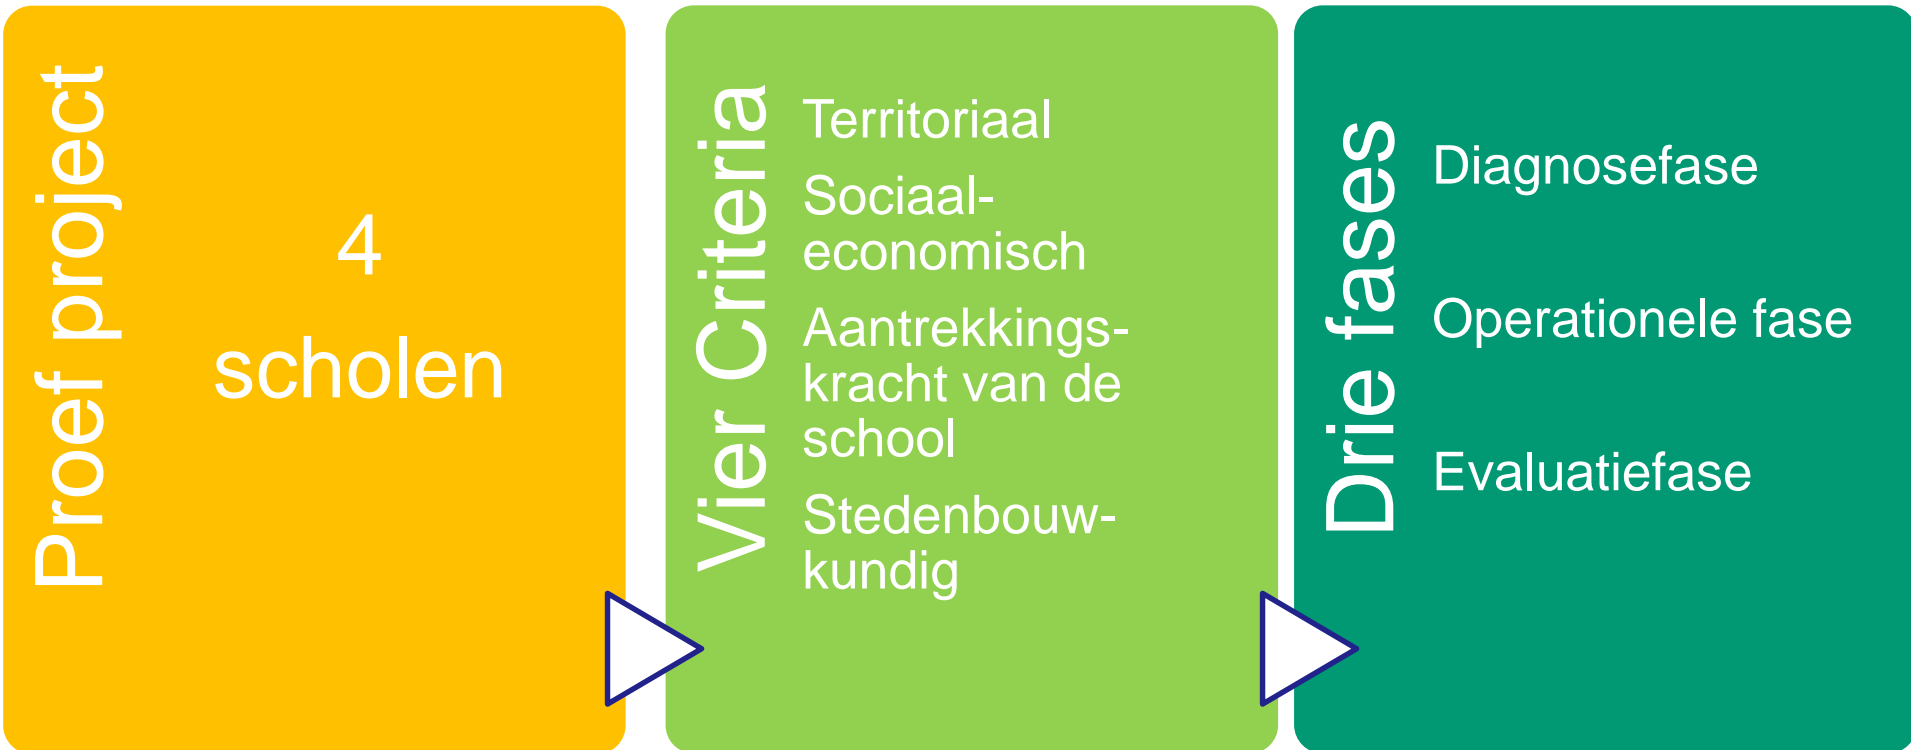 Proef project
4
scholen
Vier Criteria
Territoriaal
Sociaal-
economisch
Aantrekkings-
kracht van de
school
Stedenbouw-
kundig
Drie fases
Diagnosefase
Operationele fase
Evaluatiefase